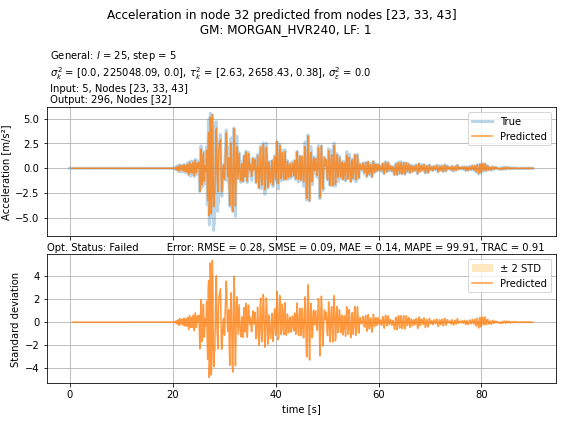 Acceleration in node 32 predicted from nodes [23, 33, 43]
GM: MORGAN_HVR240, LF: 1
General: l = 25, step = 5
σ²ₖ = [0.0, 225048.09, 0.0], τ²ₖ = [2.63, 2658.43, 0.38], σ²ε = 0.0
Input: 5, Nodes [23, 33, 43]
Output: 296, Nodes [32]
Acceleration [m/s²]
5.0
2.5
0.0
−2.5
−5.0
True
Predicted
Opt. Status: Failed Error: RMSE = 0.28, SMSE = 0.09, MAE = 0.14, MAPE = 99.91, TRAC = 0.91
Standard deviation
4
2
0
−2
−4
± 2 STD
Predicted
0 20 40 60 80
time [s]